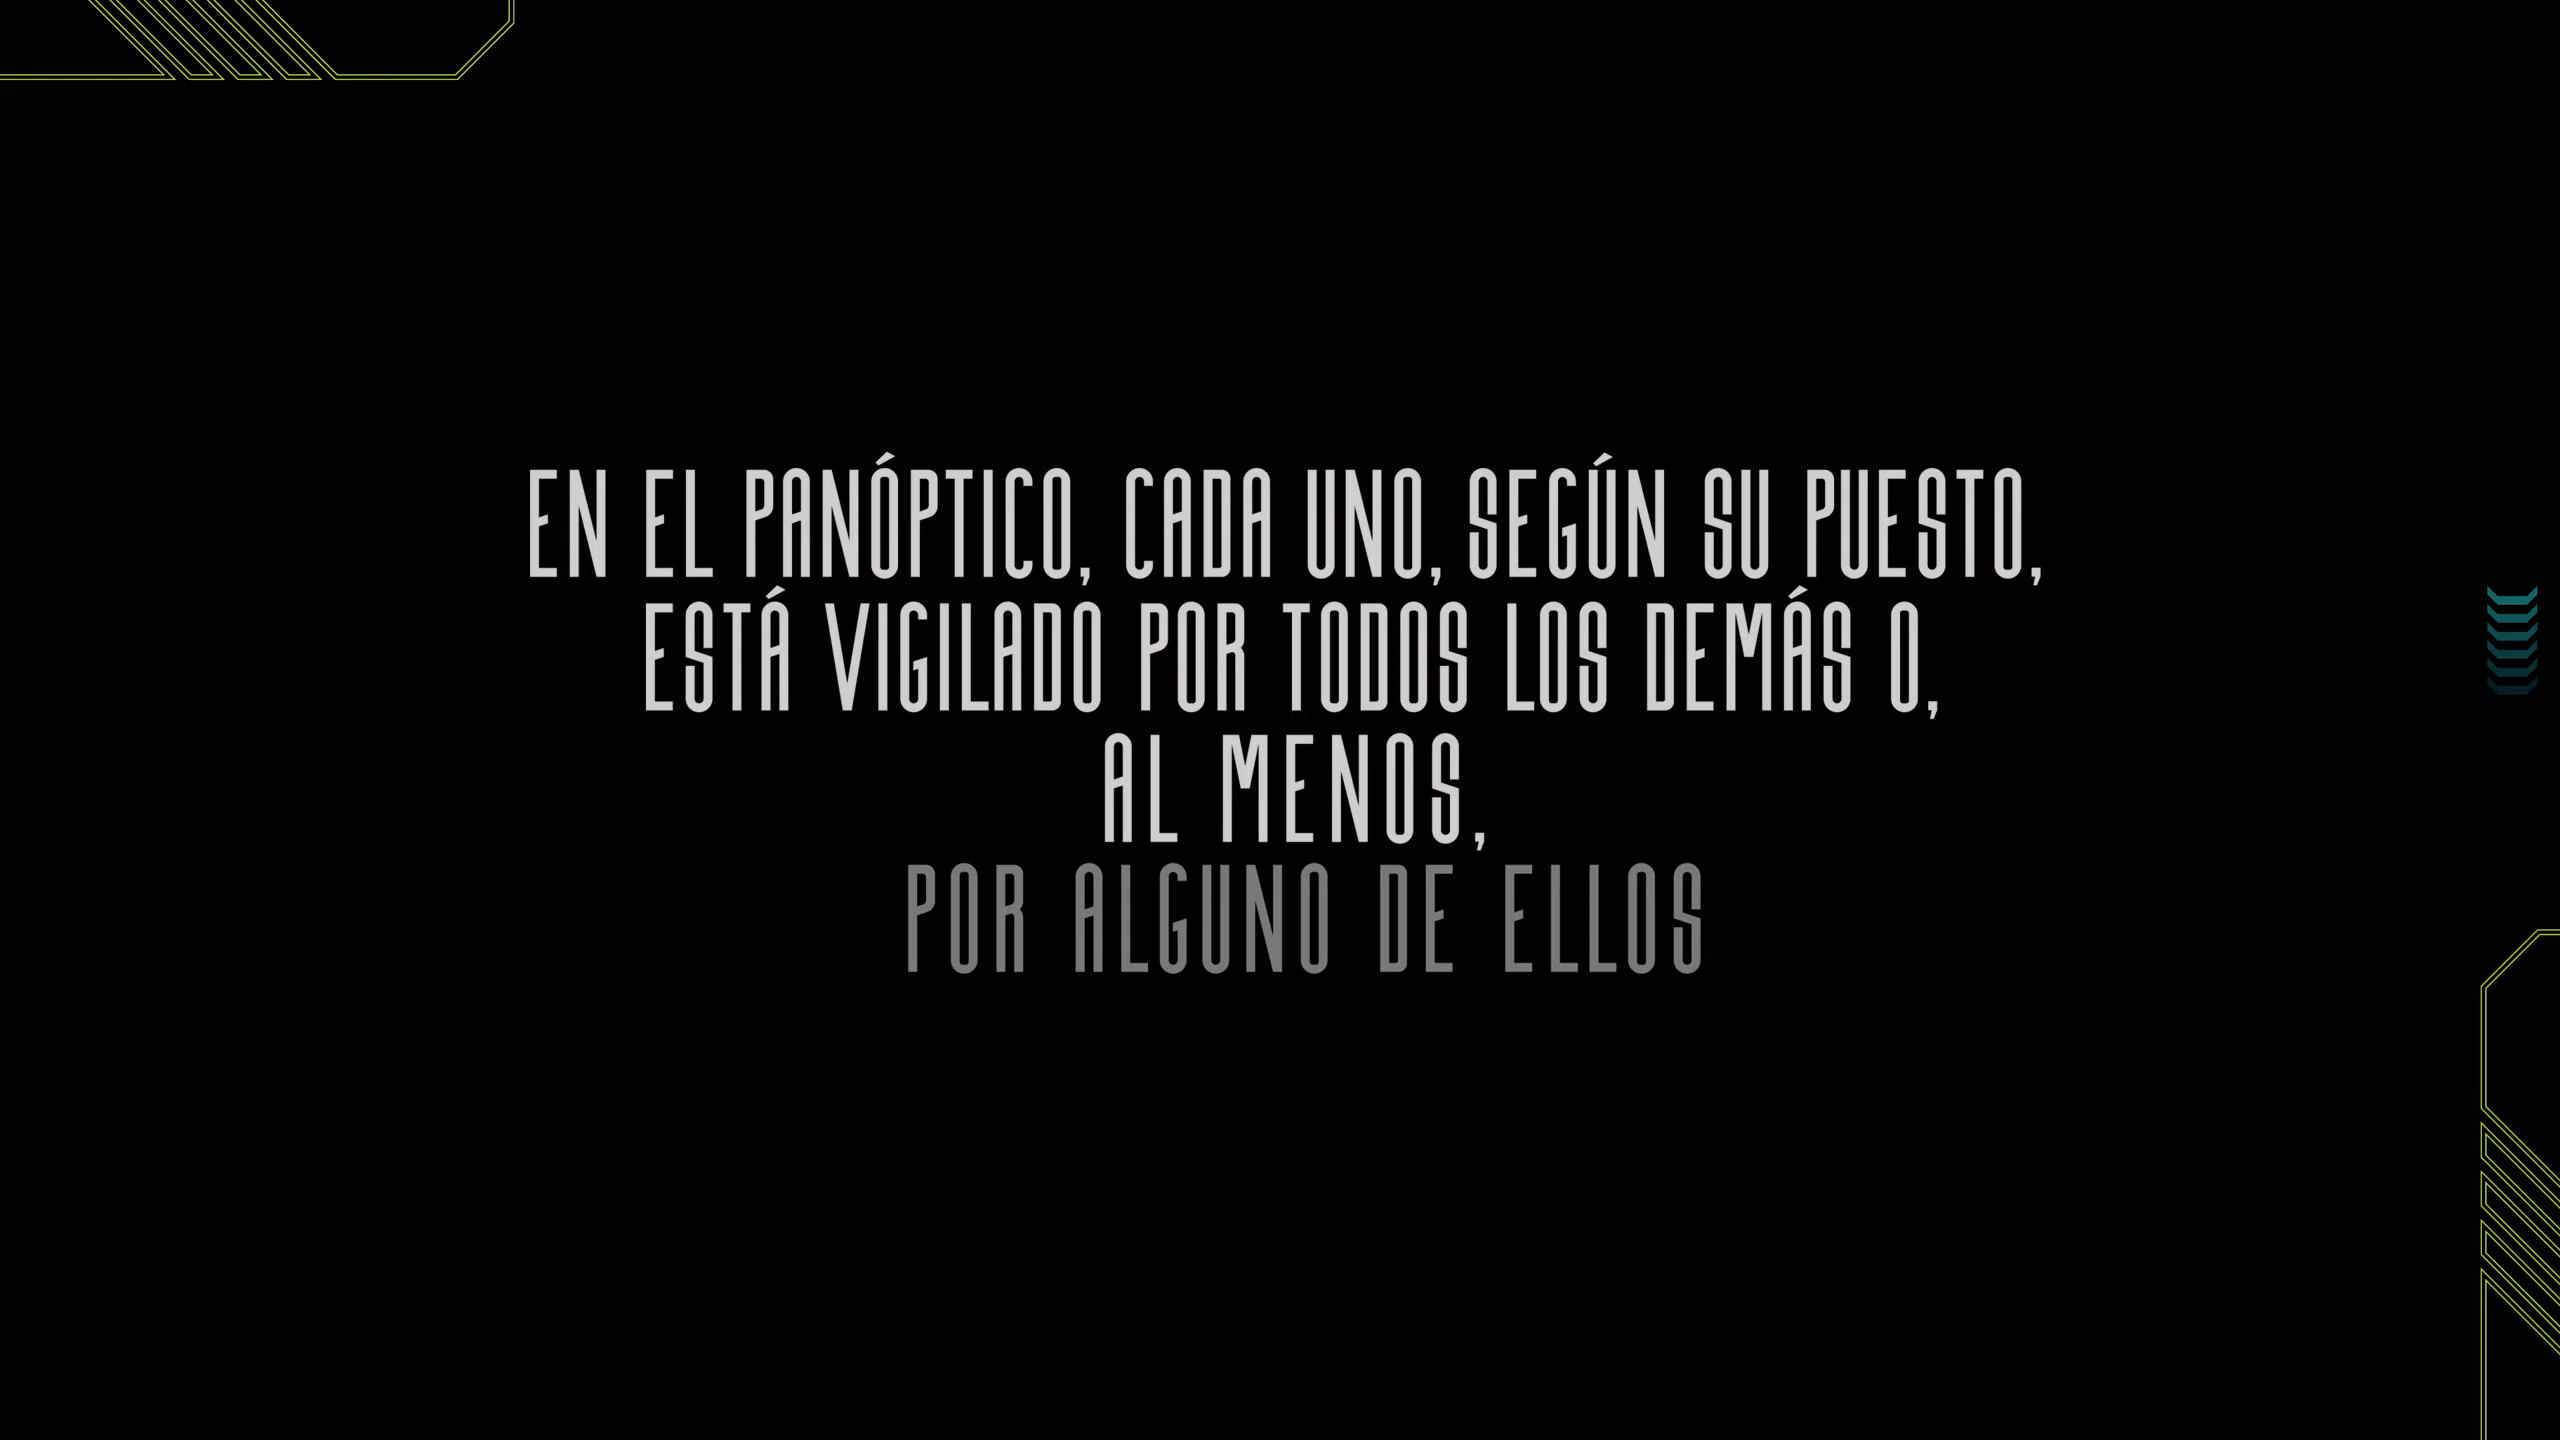 EN EL PANÓPTICO, CADA UNO, SEGÚN SU PUESTO,
ESTÁ VIGILADO POR TODOS LOS DEMÁS O,
AL MENOS,
POR ALGUNO DE ELLOS